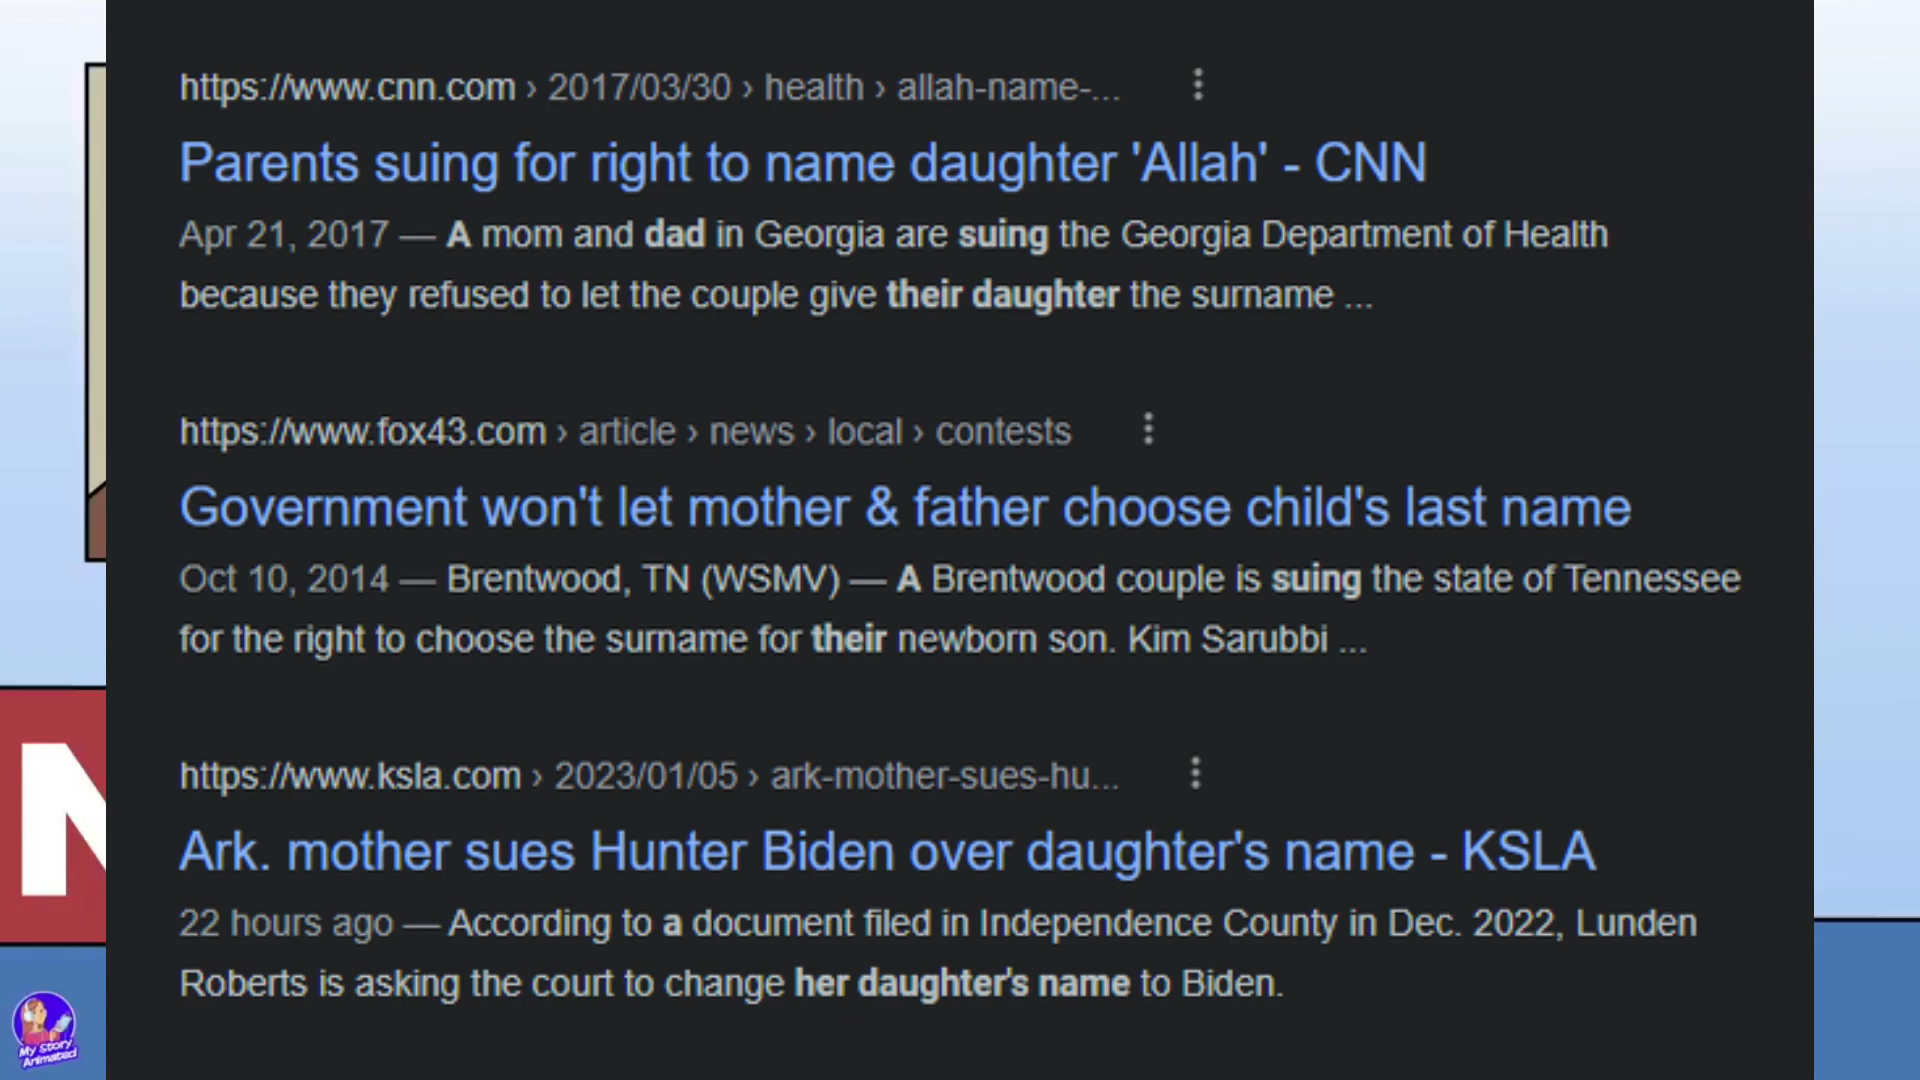 https://www.cnn.com › 2017/03/30 › health › allah-name-...
Parents suing for right to name daughter 'Allah' - CNN
Apr 21, 2017 — A mom and dad in Georgia are suing the Georgia Department of Health
because they refused to let the couple give their daughter the surname ...
https://www.fox43.com › article › news › local › contests
Government won't let mother & father choose child's last name
Oct 10, 2014 — Brentwood, TN (WSMV) — A Brentwood couple is suing the state of Tennessee
for the right to choose the surname for their newborn son. Kim Sarubbi ...
https://www.ksla.com › 2023/01/05 › ark-mother-sues-hu...
Ark. mother sues Hunter Biden over daughter's name - KSLA
22 hours ago — According to a document filed in Independence County in Dec. 2022, Lunden
Roberts is asking the court to change her daughter's name to Biden.
N
My Story
Animated